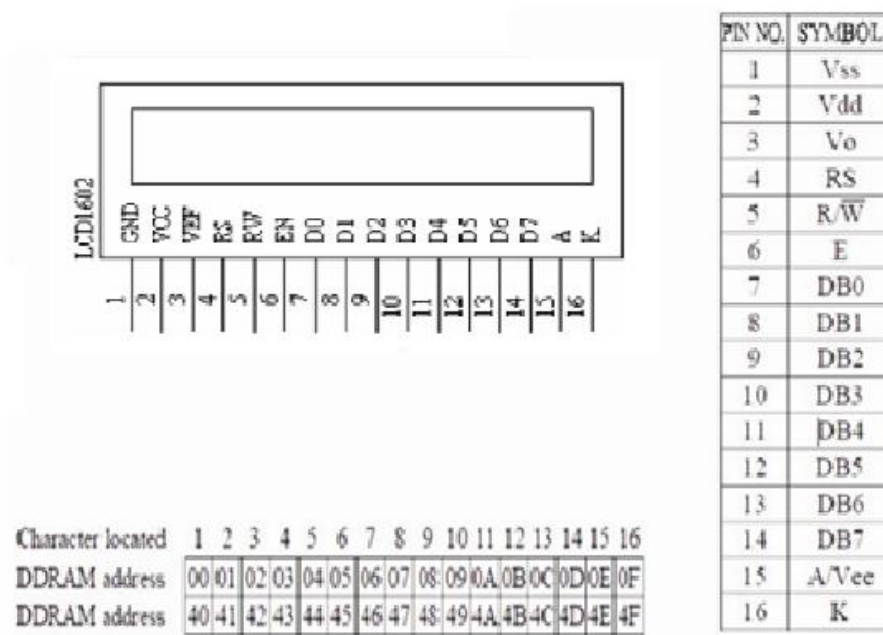 LCD1602
GND VCC VEF RS RW EN D0 D1 D2 D3 D4 D5 D6 D7 A K
1 2 3 4 5 6 7 8 9 10 11 12 13 14 15 16
PIN NO. SYMBOL
1 Vss
2 Vdd
3 Vo
4 RS
5 R/W̅
6 E
7 DB0
8 DB1
9 DB2
10 DB3
11 DB4
12 DB5
13 DB6
14 DB7
15 A/Vee
16 K
Character located 1 2 3 4 5 6 7 8 9 10 11 12 13 14 15 16
DDRAM address 00 01 02 03 04 05 06 07 08 09 0A 0B 0C 0D 0E 0F
DDRAM address 40 41 42 43 44 45 46 47 48 49 4A 4B 4C 4D 4E 4F